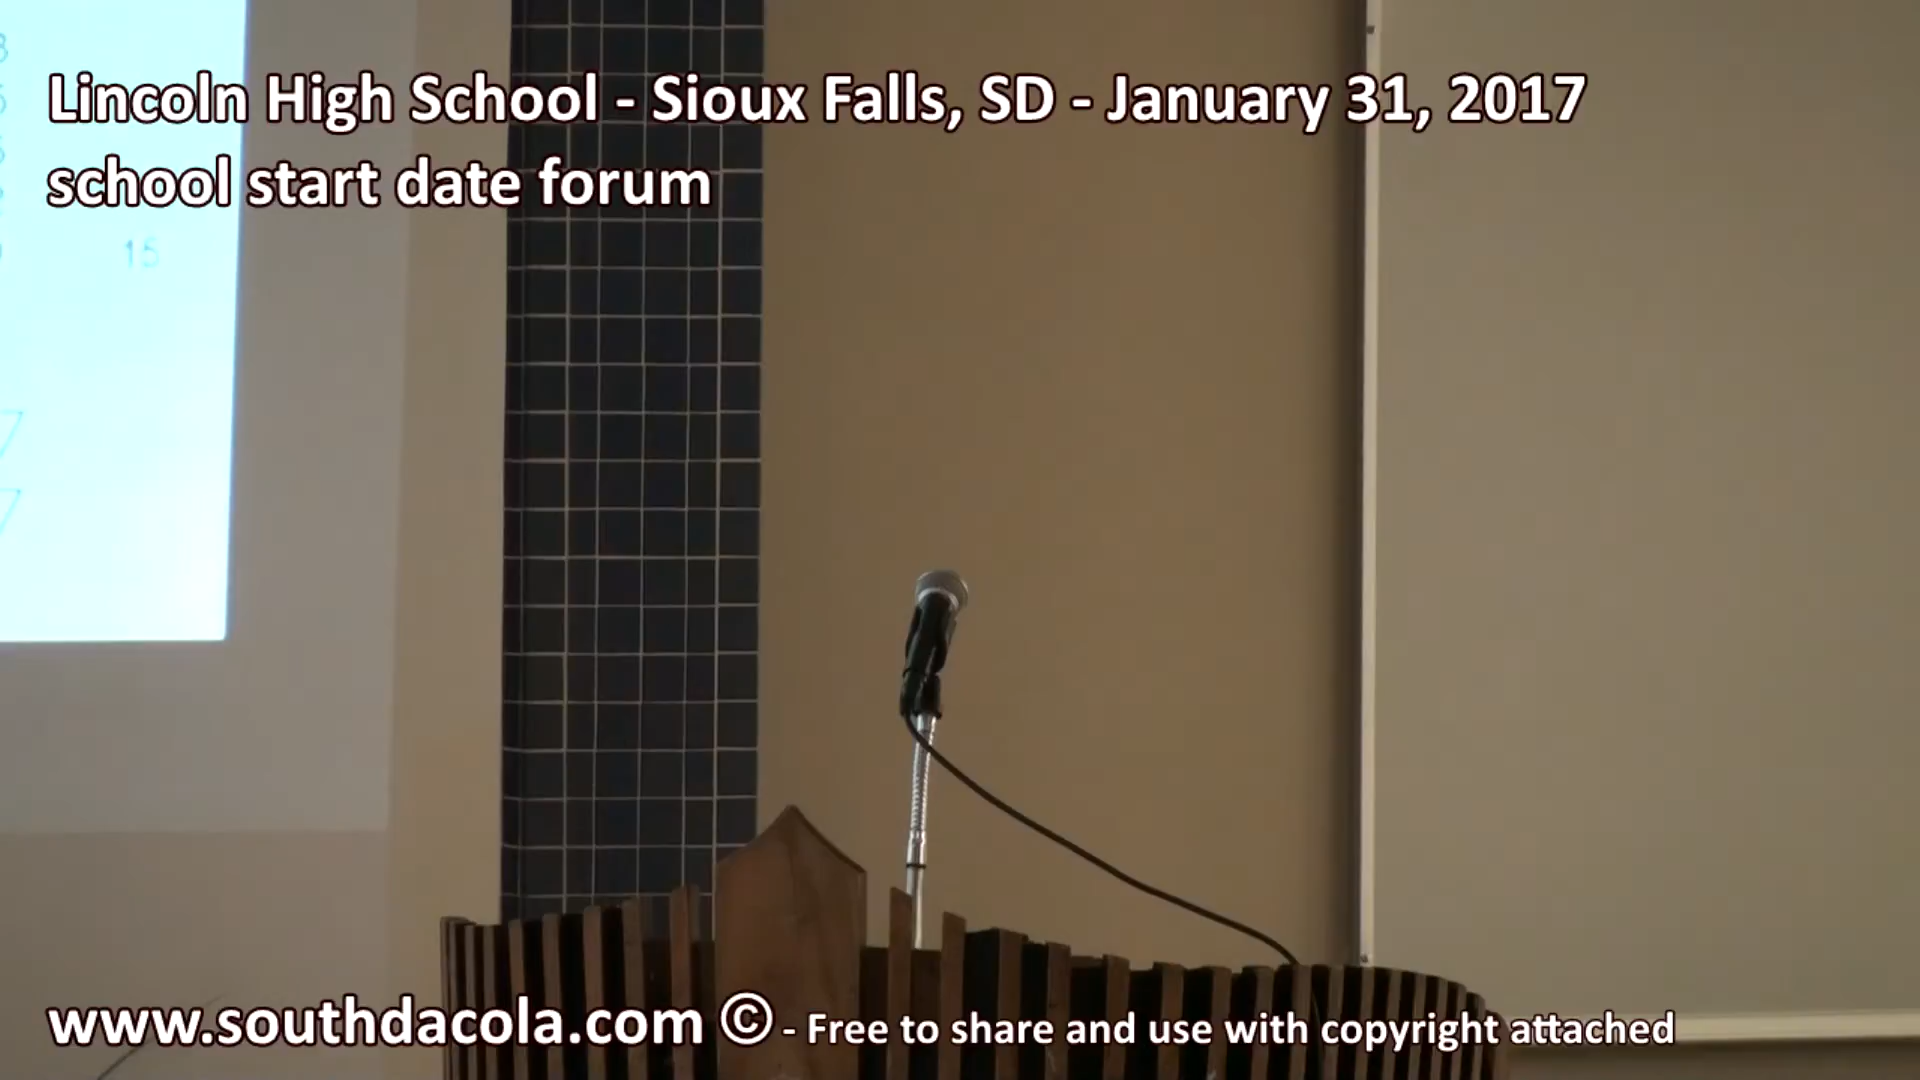 Lincoln High School - Sioux Falls, SD - January 31, 2017
school start date forum
15
www.southdacola.com © - Free to share and use with copyright attached